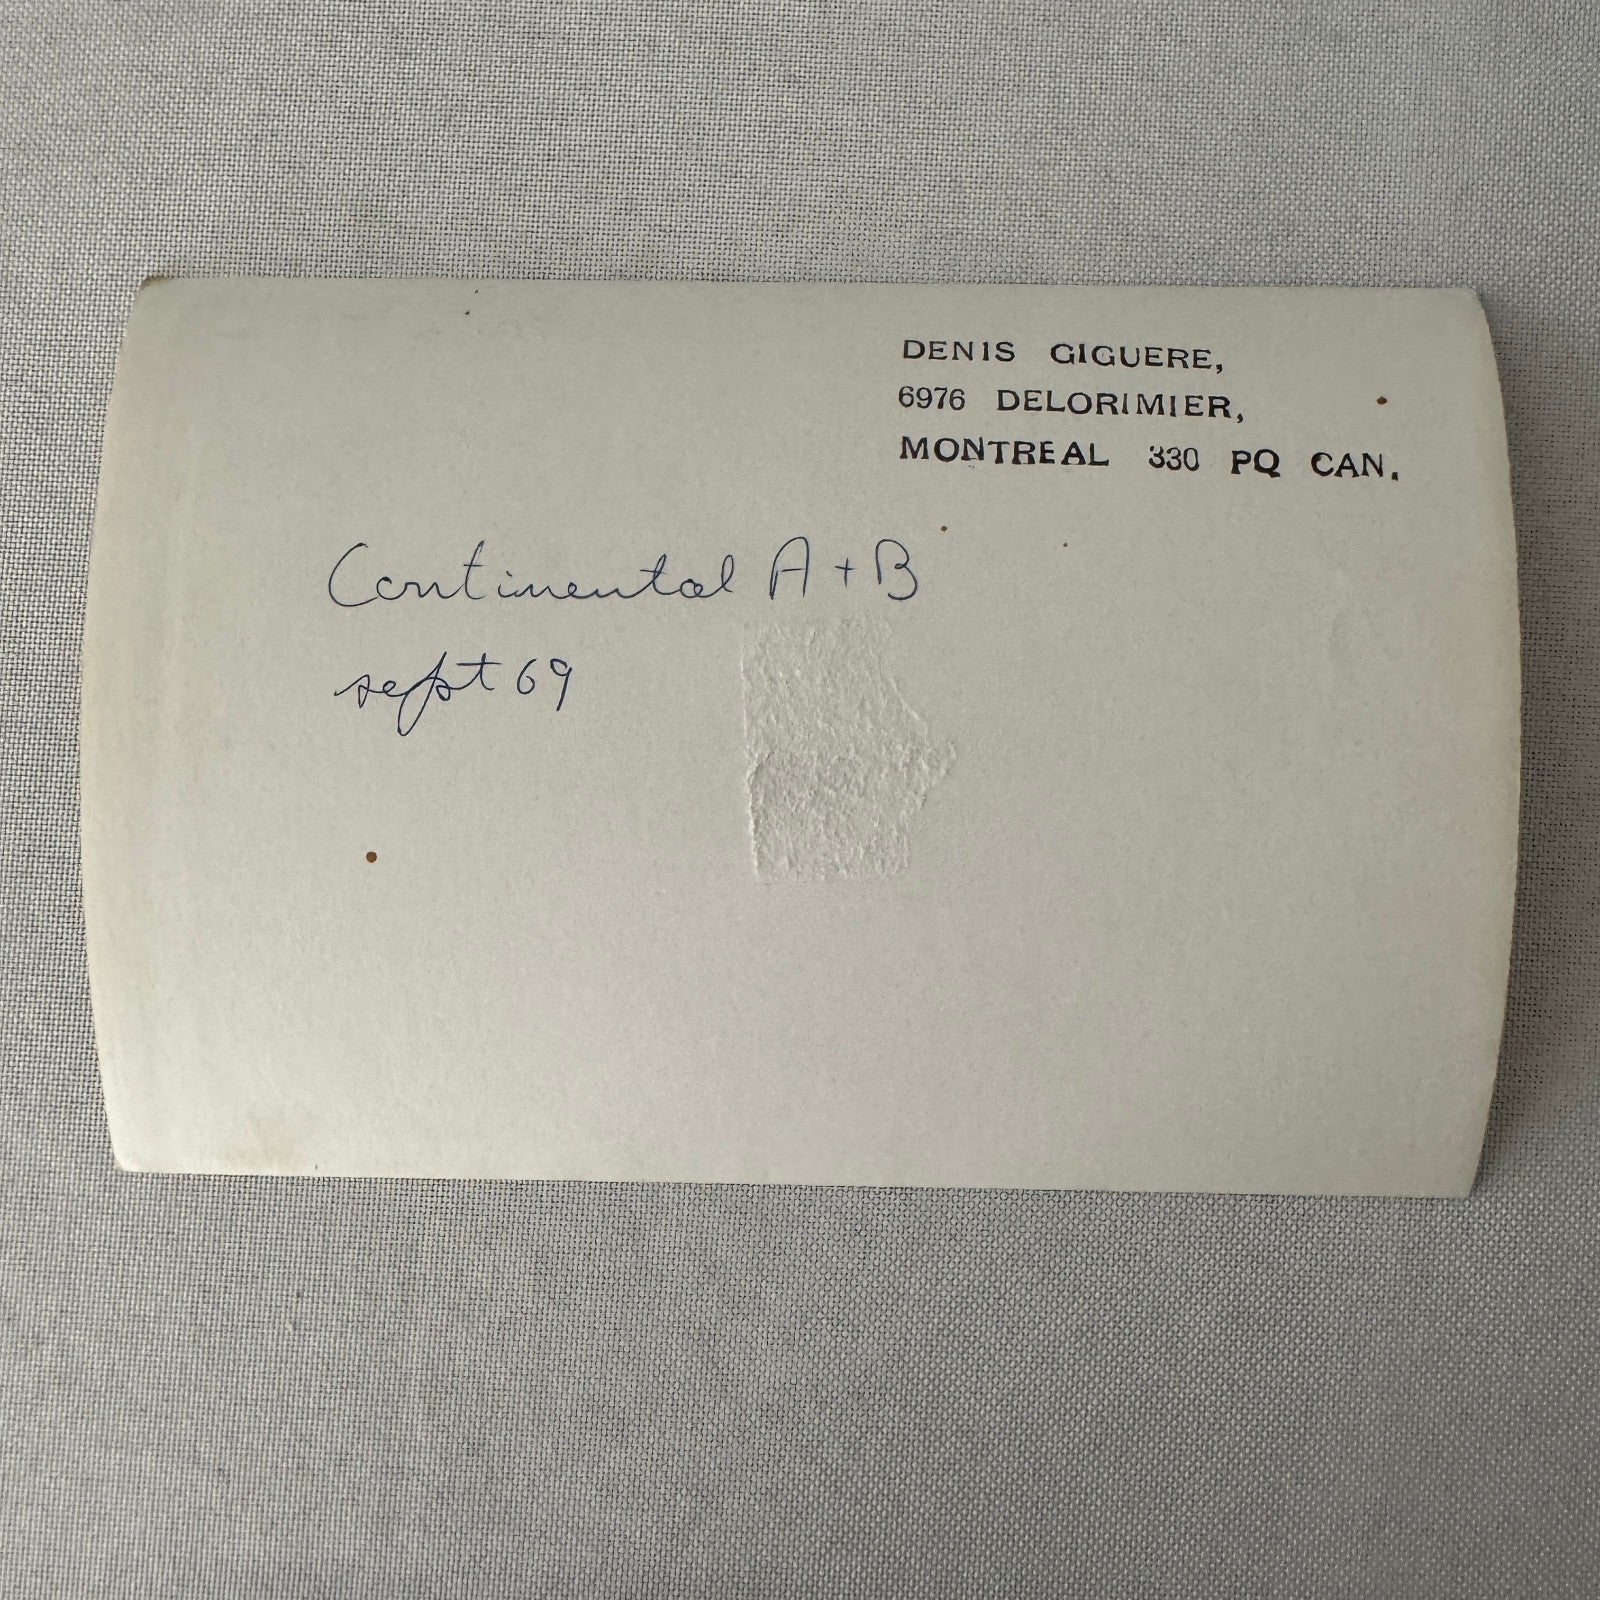 DENIS GIGUERE,
6976 DELORIMIER,
MONTREAL 330 PQ CAN.
Continental A + B
sept 69